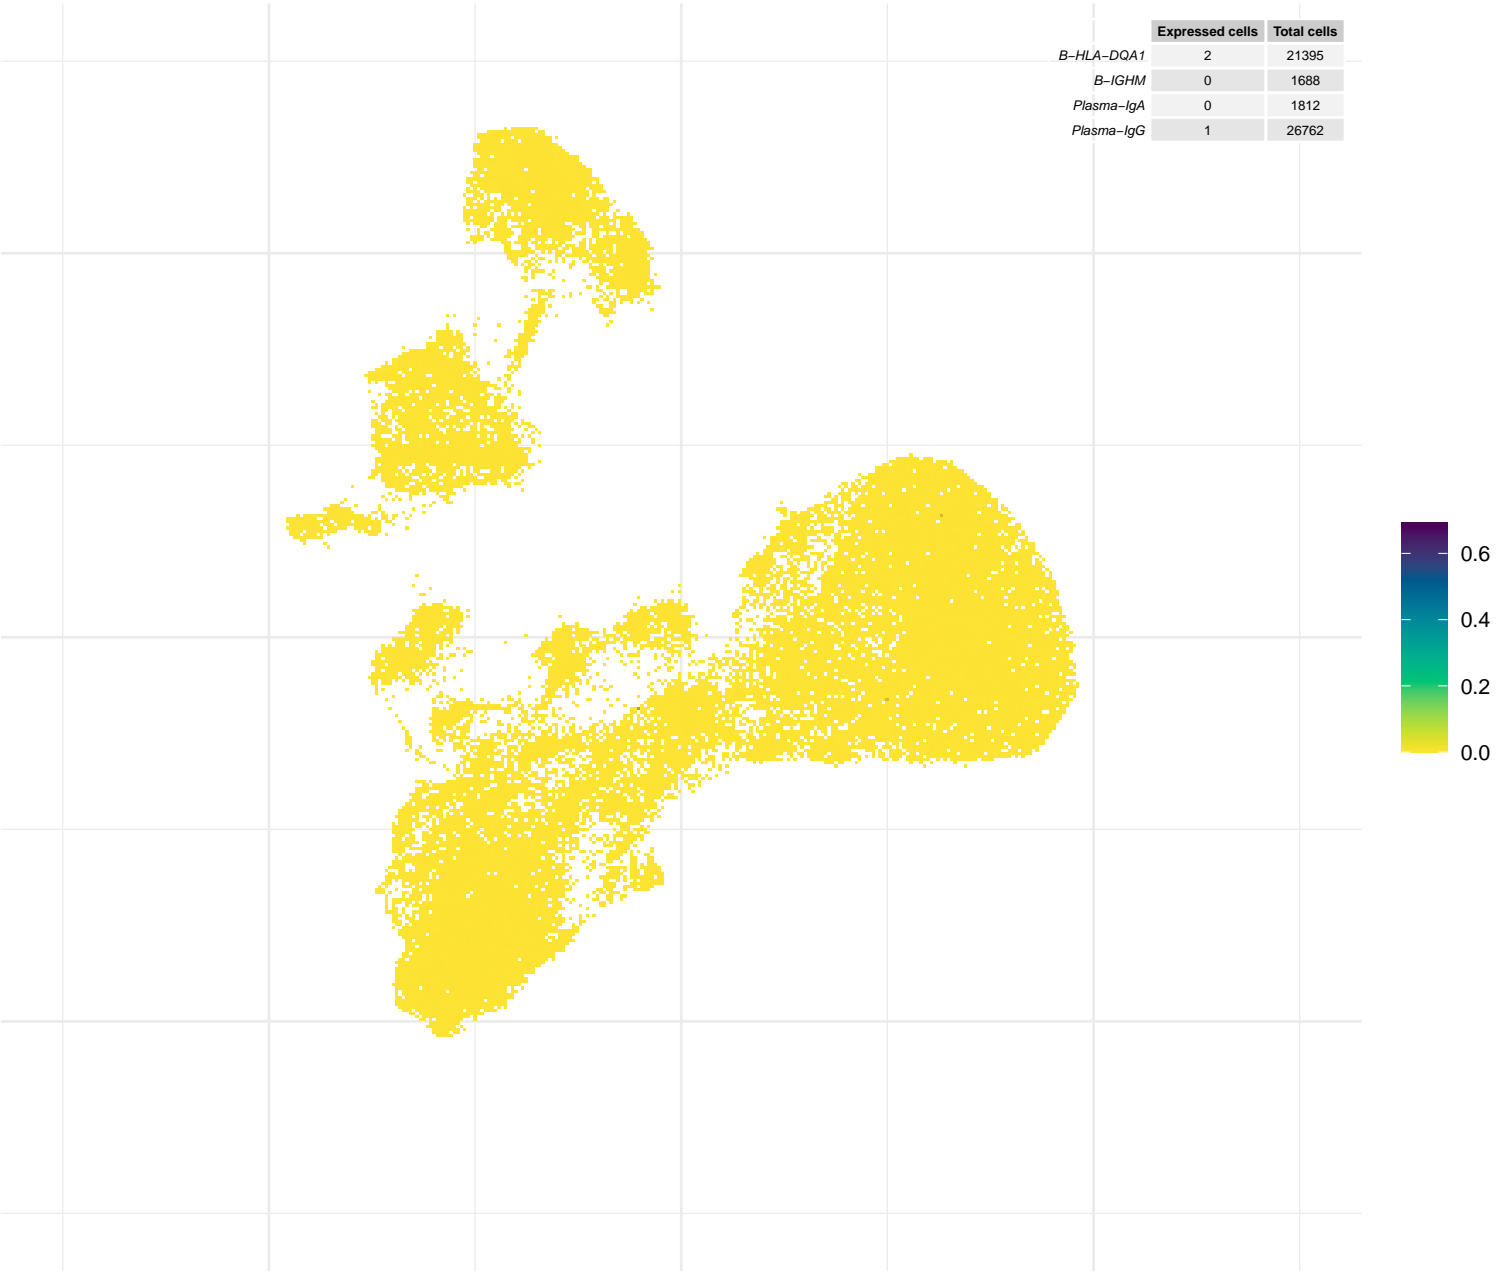 Expressed cells Total cells
B−HLA−DQA1 2 21395
B−IGHM 0 1688
Plasma−IgA 0 1812
Plasma−IgG 1 26762
0.6
0.4
0.2
0.0